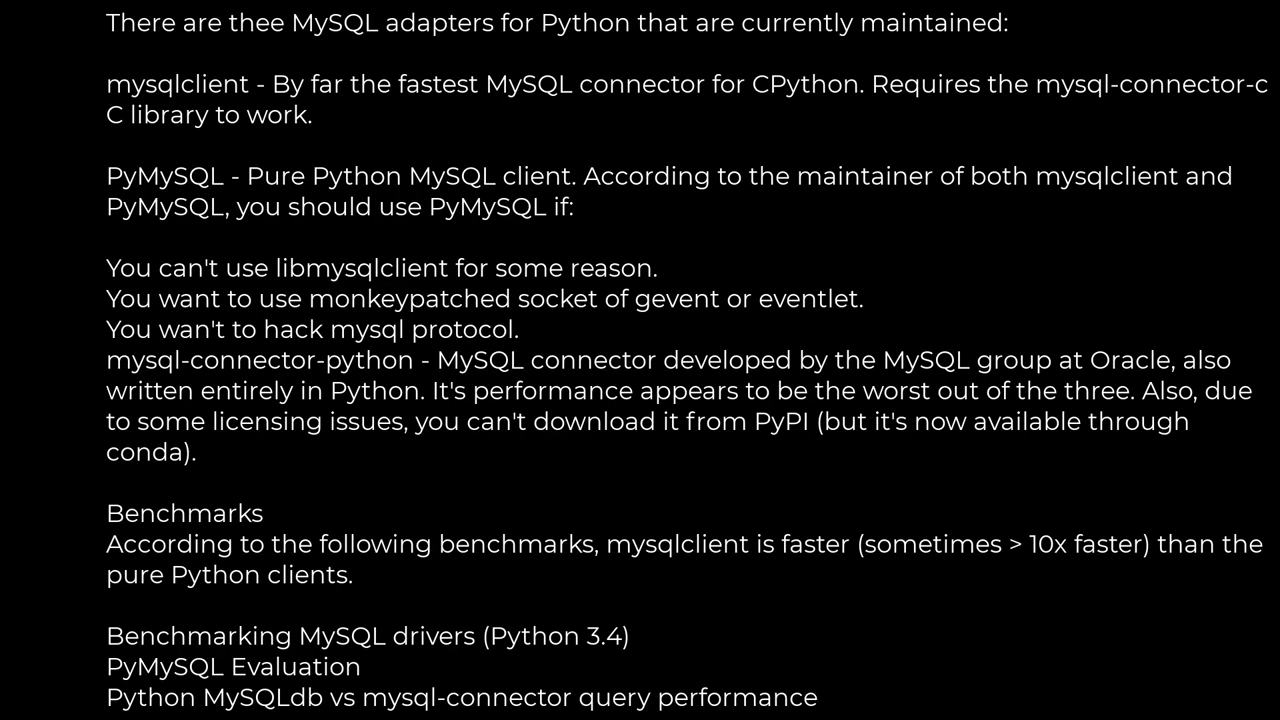 There are thee MySQL adapters for Python that are currently maintained:
mysqlclient - By far the fastest MySQL connector for CPython. Requires the mysql-connector-c
C library to work.
PyMySQL - Pure Python MySQL client. According to the maintainer of both mysqlclient and
PyMySQL, you should use PyMySQL if:
You can't use libmysqlclient for some reason.
You want to use monkeypatched socket of gevent or eventlet.
You wan't to hack mysql protocol.
mysql-connector-python - MySQL connector developed by the MySQL group at Oracle, also
written entirely in Python. It's performance appears to be the worst out of the three. Also, due
to some licensing issues, you can't download it from PyPI (but it's now available through
conda).
Benchmarks
According to the following benchmarks, mysqlclient is faster (sometimes > 10x faster) than the
pure Python clients.
Benchmarking MySQL drivers (Python 3.4)
PyMySQL Evaluation
Python MySQLdb vs mysql-connector query performance